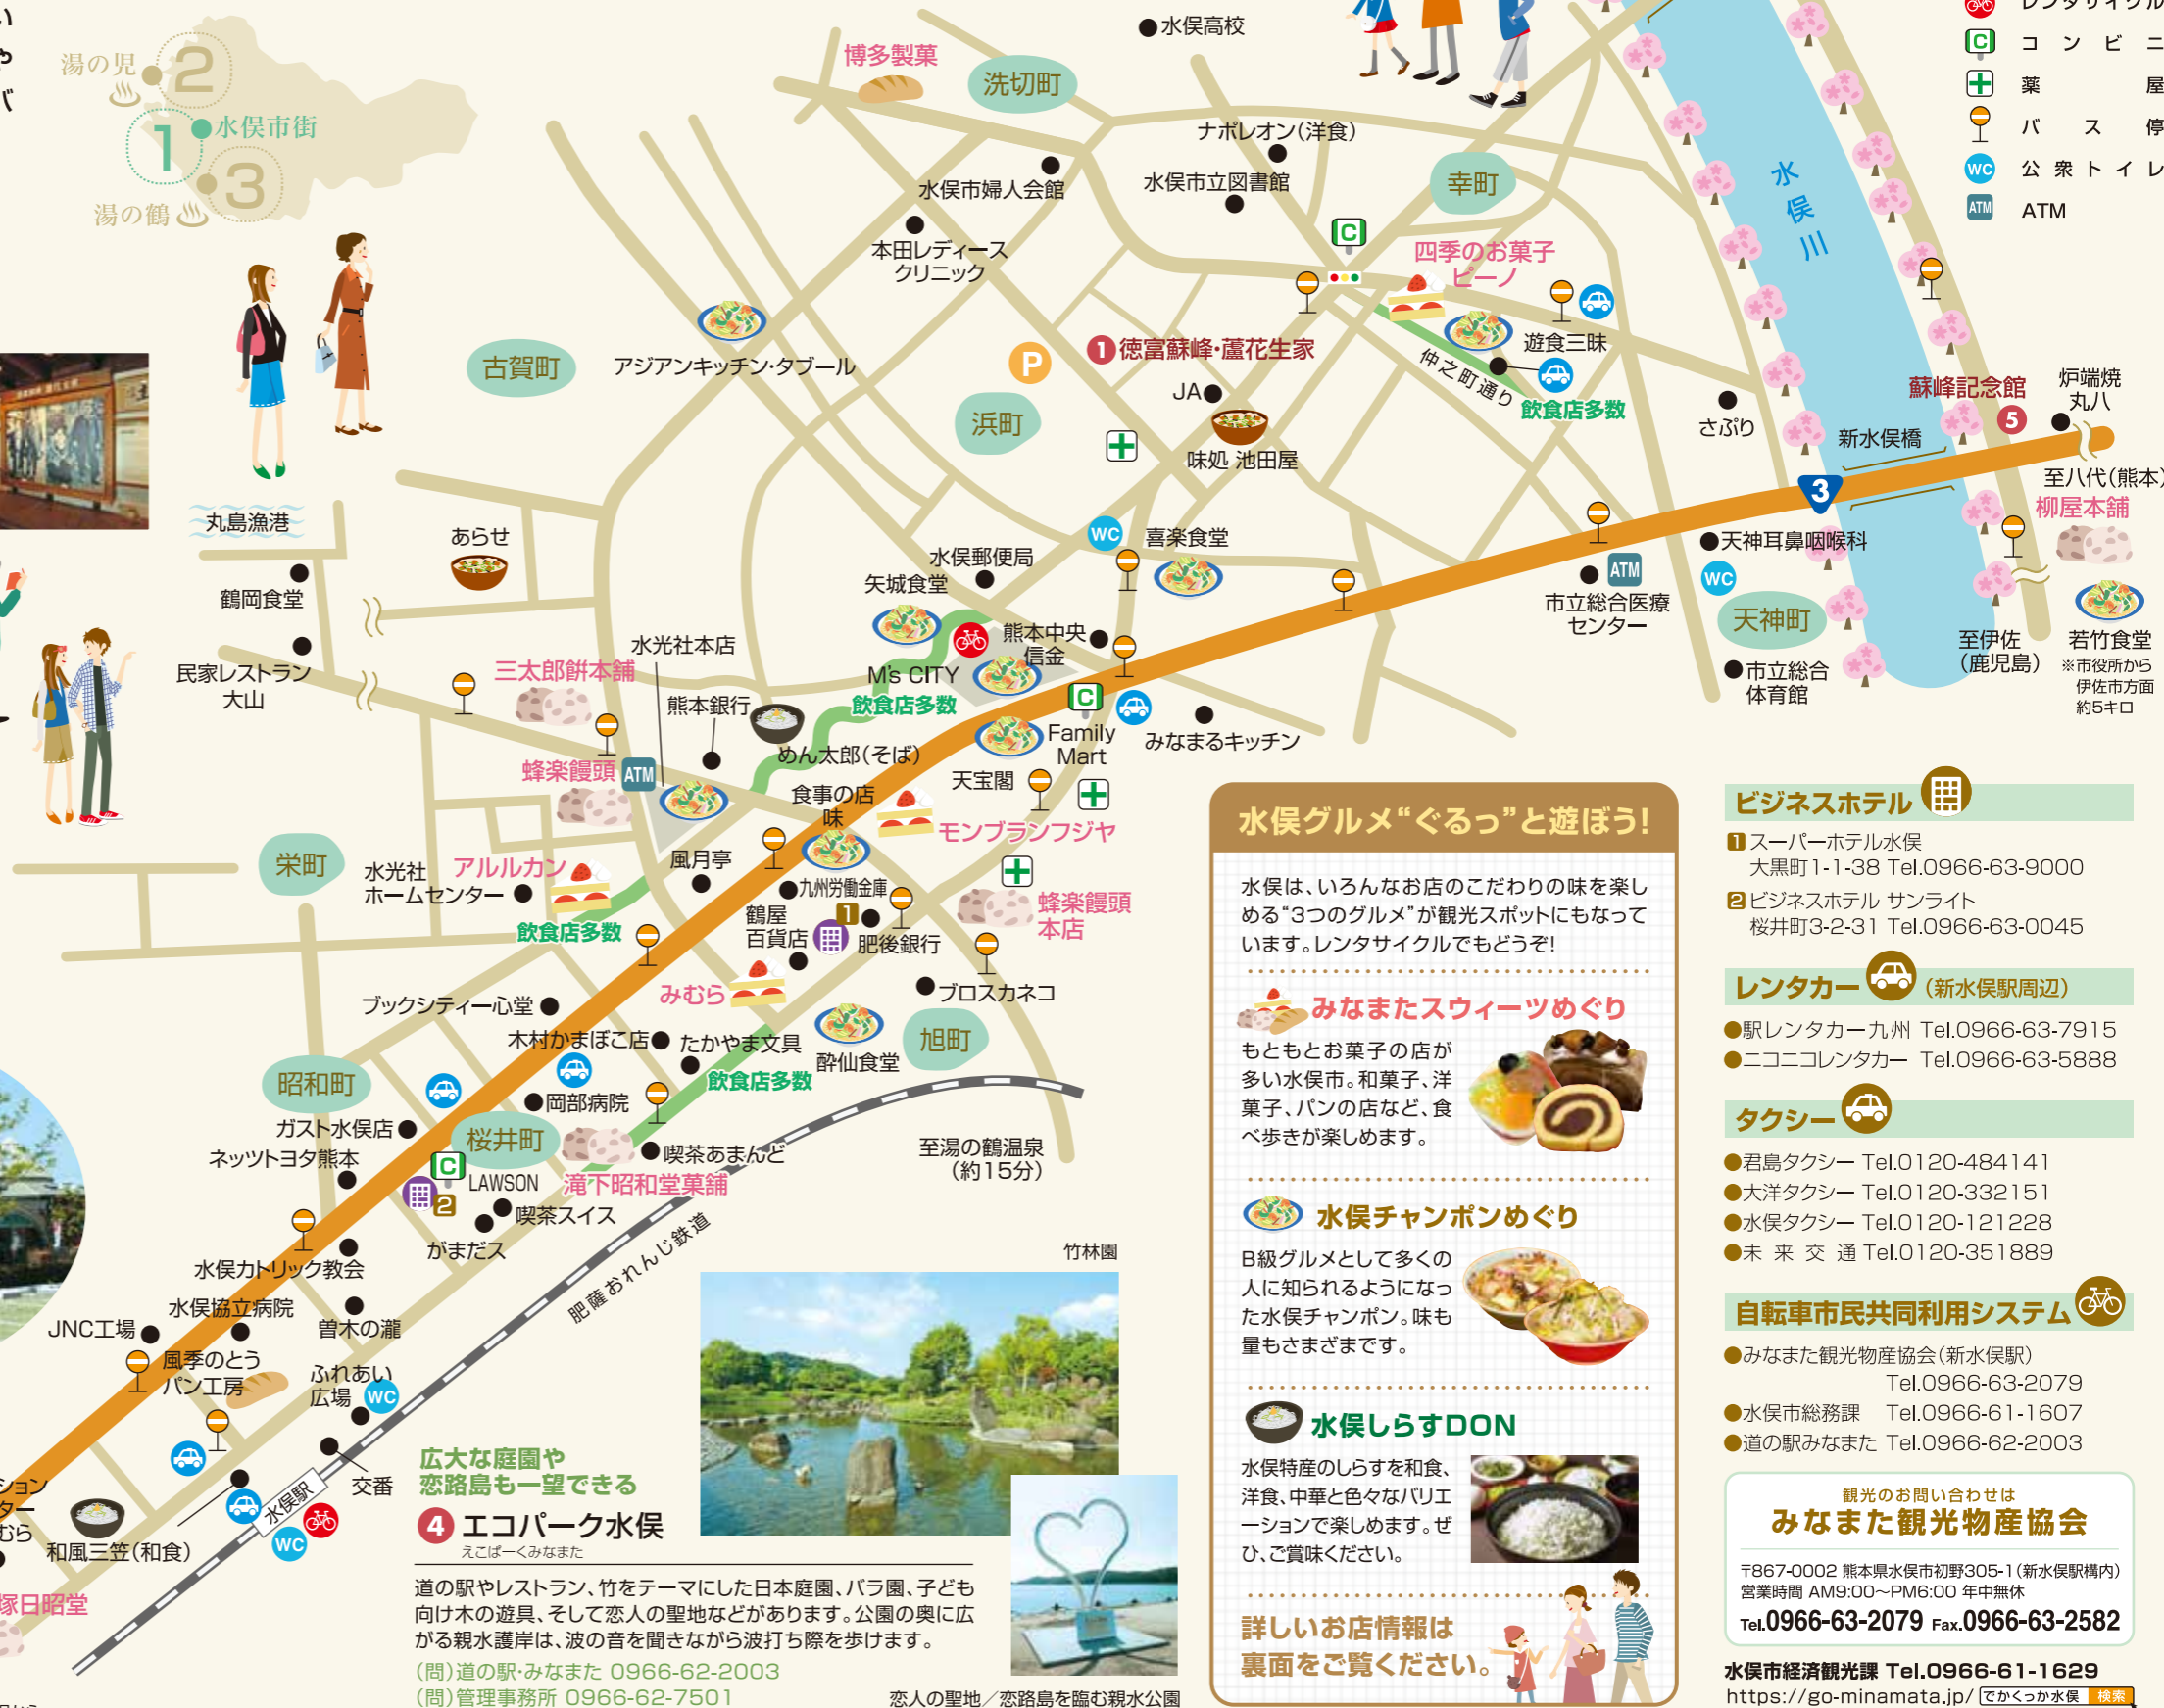 い
や
バ
湯の児
2
1
水俣市街
3
湯の鶴
博多製菓
洗切町
水俣高校
ナポレオン(洋食)
水俣市立図書館
水俣市婦人会館
本田レディース
クリニック
幸町
水俣川
レンタサイクル
C
コンビニ
薬屋
バス停
WC
公衆トイレ
ATM
ATM
C
四季のお菓子
ピーノ
遊食三昧
仲之町通り
飲食店多数
アジアンキッチン・タブール
古賀町
P
1 徳富蘇峰・蘆花生家
浜町
JA
味処 池田屋
さぷり
蘇峰記念館
5
炉端焼
丸八
新水俣橋
3
至八代(熊本)
柳屋本舗
若竹食堂
※市役所から
伊佐市方面
約5キロ
至伊佐
(鹿児島)
天神耳鼻咽喉科
WC
天神町
市立総合
体育館
ATM
市立総合医療
センター
丸島漁港
鶴岡食堂
民家レストラン
大山
あらせ
WC
喜楽食堂
水俣郵便局
矢城食堂
熊本中央
信金
M's CITY
飲食店多数
水光社本店
三太郎餠本舗
熊本銀行
めん太郎(そば)
蜂楽饅頭
ATM
C
Family
Mart
みなまるキッチン
天宝閣
食事の店
味
モンブランフジヤ
栄町
水光社
ホームセンター
アルルカン
飲食店多数
風月亭
九州労働金庫
鶴屋
百貨店
1
肥後銀行
蜂楽饅頭
本店
みむら
ブロスカネコ
ブックシティー心堂
木村かまぼこ店
たかやま文具
飲食店多数
酔仙食堂
旭町
昭和町
岡部病院
ガスト水俣店
桜井町
ネッツトヨタ熊本
C
LAWSON
2
喫茶あまんど
滝下昭和堂菓舗
喫茶スイス
がまだス
至湯の鶴温泉
(約15分)
肥薩おれんじ鉄道
水俣カトリック教会
水俣協立病院
曽木の瀧
JNC工場
風季のとう
パン工房
ふれあい
広場
WC
交番
水俣駅
WC
和風三笠(和食)
ション
ター
むら
塚日昭堂
竹林園
広大な庭園や
恋路島も一望できる
4 エコパーク水俣
えこぱーくみなまた
道の駅やレストラン、竹をテーマにした日本庭園、バラ園、子ども
向け木の遊具、そして恋人の聖地などがあります。公園の奥に広
がる親水護岸は、波の音を聞きながら波打ち際を歩けます。
(問)道の駅・みなまた 0966-62-2003
(問)管理事務所 0966-62-7501
恋人の聖地/恋路島を臨む親水公園
水俣グルメ“ぐるっ”と遊ぼう!
水俣は、いろんなお店のこだわりの味を楽し
める“3つのグルメ”が観光スポットにもなって
います。レンタサイクルでもどうぞ!
みなまたスウィーツめぐり
もともとお菓子の店が
多い水俣市。和菓子、洋
菓子、パンの店など、食
べ歩きが楽しめます。
水俣チャンポンめぐり
B級グルメとして多くの
人に知られるようになっ
た水俣チャンポン。味も
量もさまざまです。
水俣しらすDON
水俣特産のしらすを和食、
洋食、中華と色々なバリエ
ーションで楽しめます。ぜ
ひ、ご賞味ください。
詳しいお店情報は
裏面をご覧ください。
ビジネスホテル
1 スーパーホテル水俣
大黒町1-1-38 Tel.0966-63-9000
2 ビジネスホテル サンライト
桜井町3-2-31 Tel.0966-63-0045
レンタカー (新水俣駅周辺)
●駅レンタカー九州 Tel.0966-63-7915
●ニコニコレンタカー Tel.0966-63-5888
タクシー
●君島タクシー Tel.0120-484141
●大洋タクシー Tel.0120-332151
●水俣タクシー Tel.0120-121228
●未来交通 Tel.0120-351889
自転車市民共同利用システム
●みなまた観光物産協会(新水俣駅)
Tel.0966-63-2079
●水俣市総務課 Tel.0966-61-1607
●道の駅みなまた Tel.0966-62-2003
観光のお問い合わせは
みなまた観光物産協会
〒867-0002 熊本県水俣市初野305-1(新水俣駅構内)
営業時間 AM9:00〜PM6:00 年中無休
Tel.0966-63-2079 Fax.0966-63-2582
水俣市経済観光課 Tel.0966-61-1629
https://go-minamata.jp/ でかくっか水俣 検索